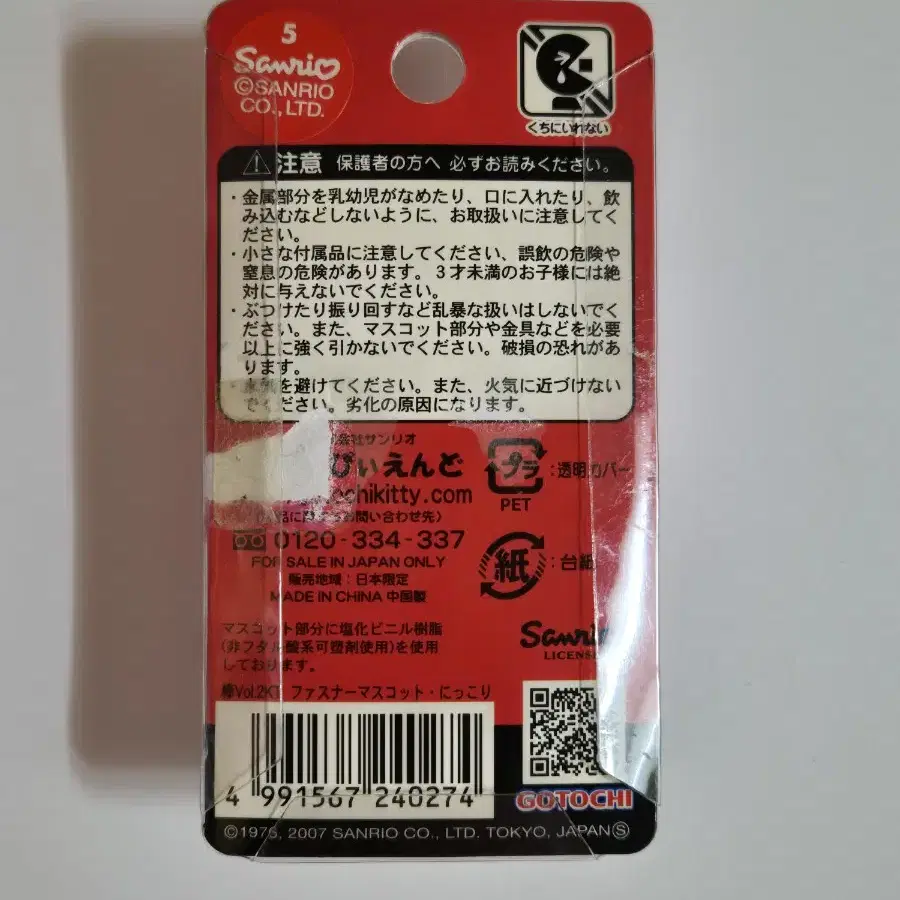 5
Sanrio
©SANRIO
CO.,LTD.
くちにいれない
注意 保護者の方へ 必ずお読みください。
・金属部分を乳幼児がなめたり、口に入れたり、飲
み込むなどしないように、お取扱いに注意してく
ださい。
・小さな付属品に注意してください、誤飲の危険や
窒息の危険があります。3才未満のお子様には絶
対に与えないでください。
・ぶつけたり振り回すなど乱暴な扱いはしないでく
ださい。また、マスコット部分や金具などを必要
以上に強く引かないでください。破損の恐れがあ
ります。
を避けてください。また、火気に近づけない
でください。劣化の原因になります。
会社サンリオ
ぴぃえんど
chikitty.com
お問い合わせ先〉
0120-334-337
FOR SALE IN JAPAN ONLY
販売地域：日本限定
MADE IN CHINA 中国製
プラ
：透明カバー
PET
紙
：台紙
マスコット部分に塩化ビニル樹脂
(非フタル酸系可塑剤使用)を使用
しております。
Sanrio
LICENSE
Vol.2KT ファスナーマスコット・にっこり
4 991567 240274
GOTOCHI
©1976, 2007 SANRIO CO., LTD. TOKYO, JAPAN Ⓢ